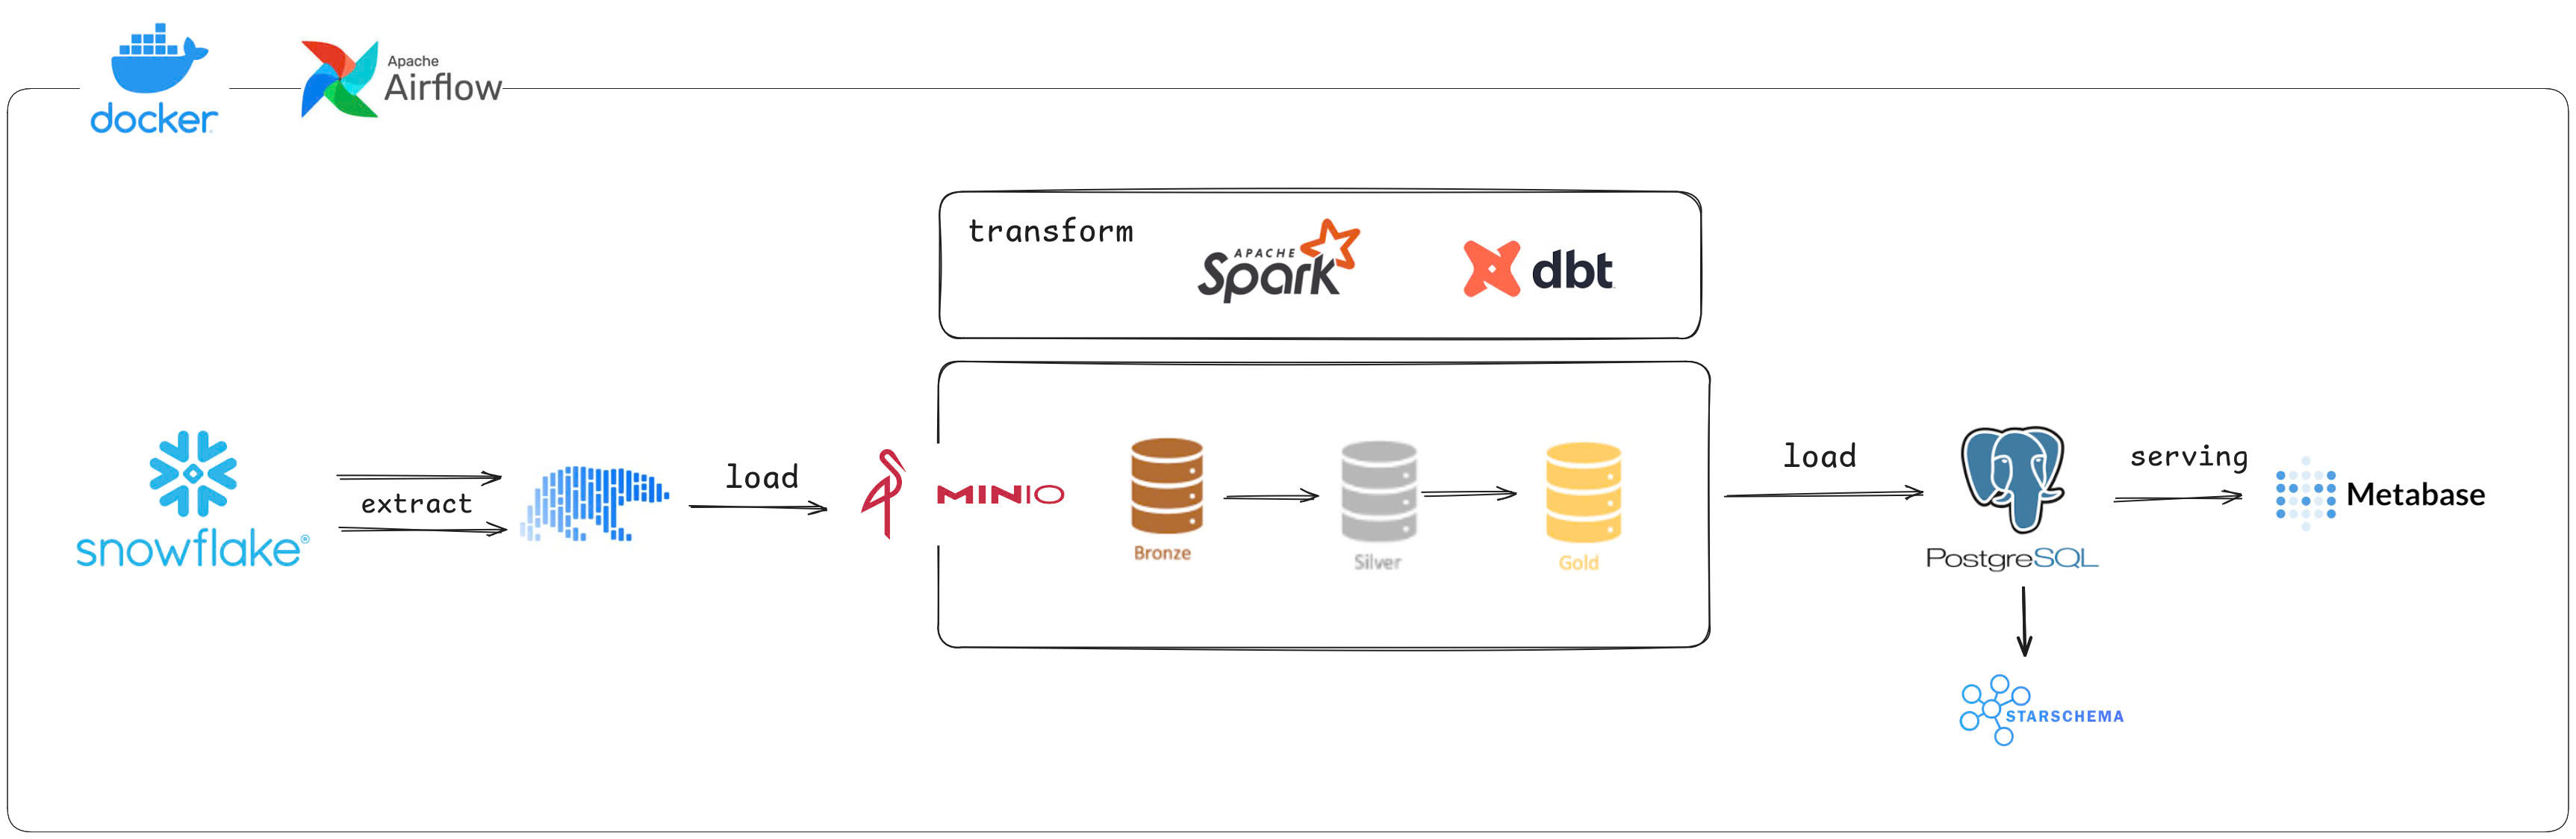 docker
Apache
Airflow
transform
APACHE
Spark
dbt
snowflake®
extract
load
MINIO
Bronze
Silver
Gold
load
PostgreSQL
serving
Metabase
STARSCHEMA